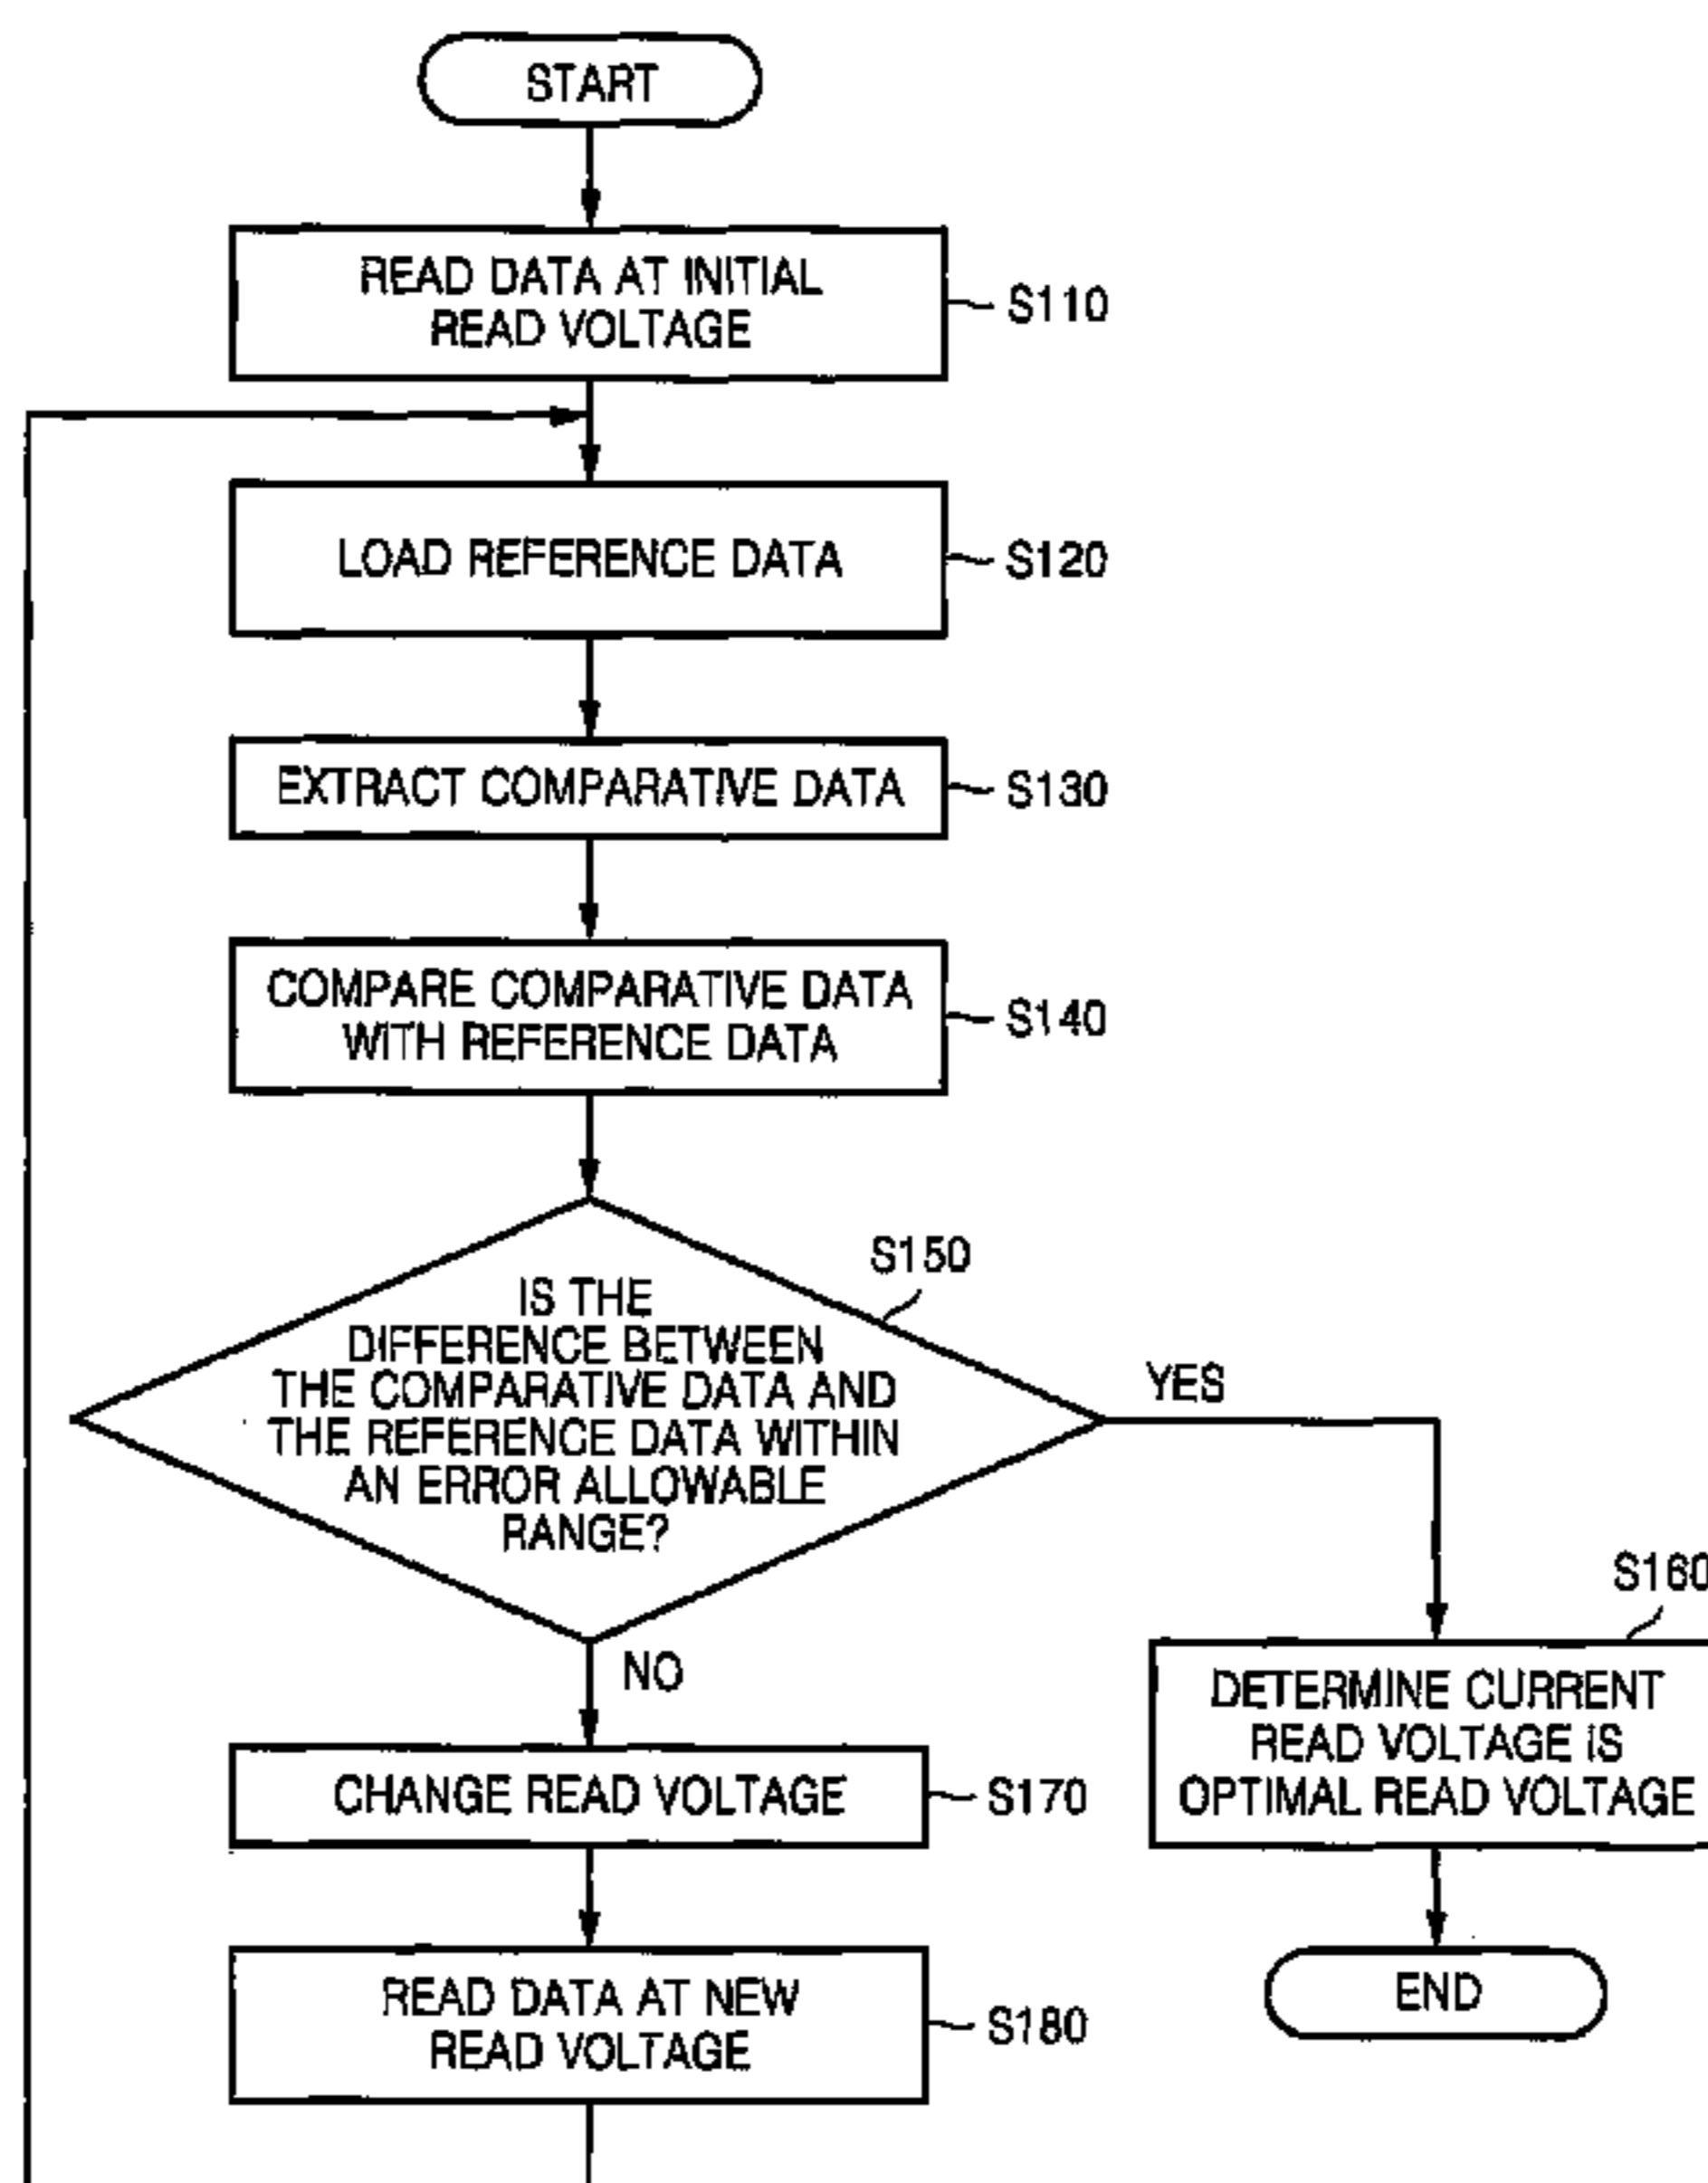 START
READ DATA AT INITIAL
READ VOLTAGE
S110
LOAD REFERENCE DATA
S120
EXTRACT COMPARATIVE DATA
S130
COMPARE COMPARATIVE DATA
WITH REFERENCE DATA
S140
S150
IS THE
DIFFERENCE BETWEEN
THE COMPARATIVE DATA AND
THE REFERENCE DATA WITHIN
AN ERROR ALLOWABLE
RANGE?
YES
NO
S160
DETERMINE CURRENT
READ VOLTAGE IS
OPTIMAL READ VOLTAGE
CHANGE READ VOLTAGE
S170
READ DATA AT NEW
READ VOLTAGE
S180
END